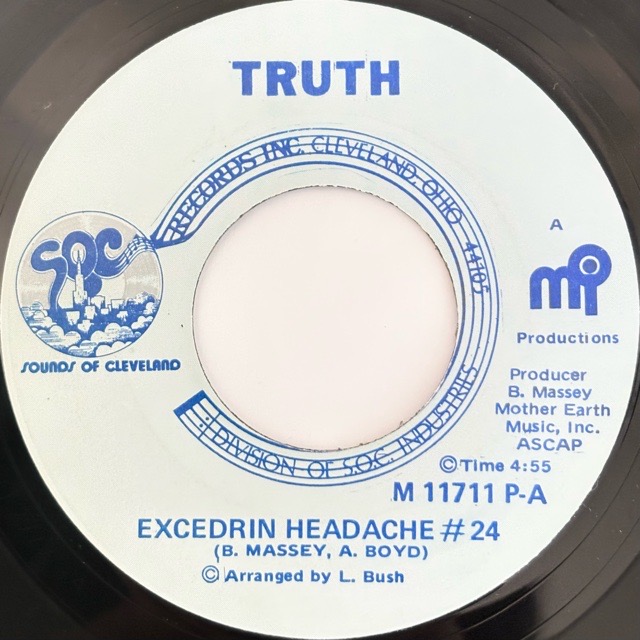 TRUTH
RECORDS INC. CLEVELAND, OHIO 44105
SOC
SOUNDS OF CLEVELAND
A
mp
Productions
Producer
B. Massey
Mother Earth
Music, Inc.
ASCAP
© Time 4:55
DIVISION OF S.O.C. INDUSTRIES
M 11711 P-A
EXCEDRIN HEADACHE #24
(B. MASSEY, A. BOYD)
© Arranged by L. Bush